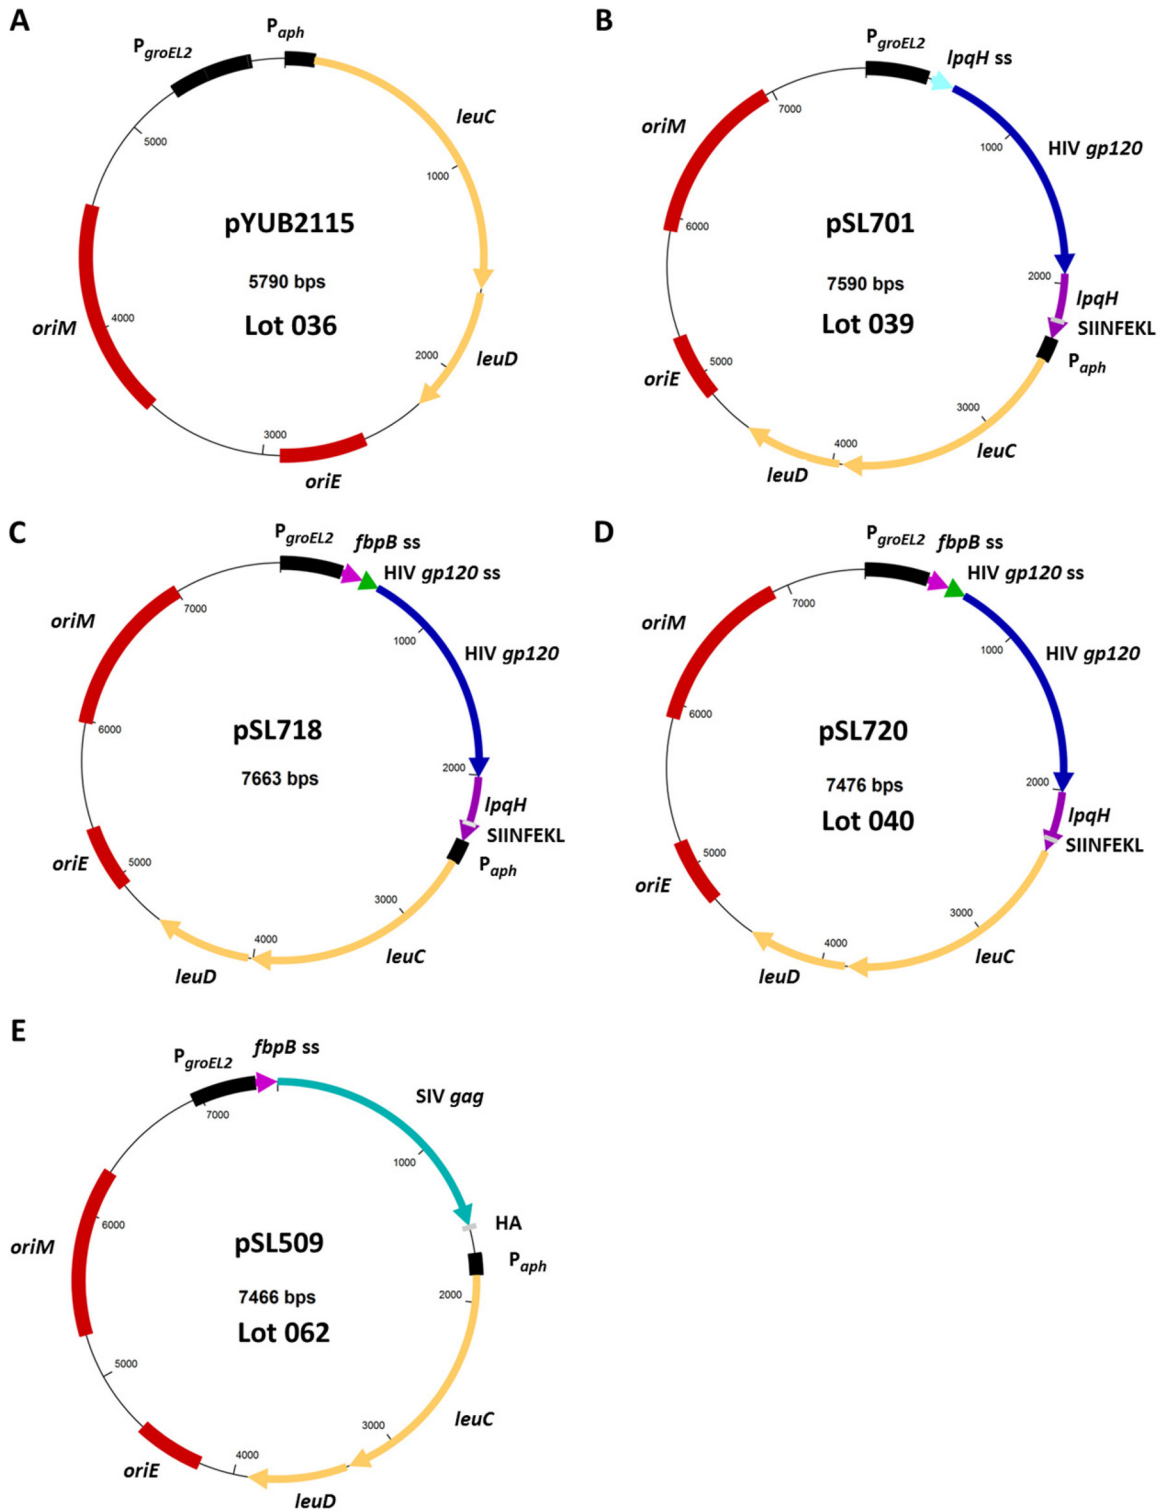 A
P groEL2
P aph
leuC
1000
5000
pYUB2115
5790 bps
Lot 036
oriM
4000
2000
leuD
3000
oriE
B
P groEL2
lpqH ss
7000
oriM
1000
HIV gp120
pSL701
6000
7590 bps
Lot 039
2000
lpqH
SIINFEKL
P aph
oriE
5000
3000
leuC
4000
leuD
C
P groEL2
fbpB ss
HIV gp120 ss
7000
oriM
1000
HIV gp120
pSL718
6000
7663 bps
2000
lpqH
SIINFEKL
P aph
oriE
5000
3000
leuC
4000
leuD
D
P groEL2
fbpB ss
HIV gp120 ss
7000
oriM
1000
HIV gp120
pSL720
6000
7476 bps
Lot 040
2000
lpqH
SIINFEKL
oriE
5000
3000
leuC
4000
leuD
E
P groEL2
fbpB ss
SIV gag
7000
1000
6000
oriM
pSL509
HA
P aph
7466 bps
Lot 062
2000
5000
leuC
3000
4000
oriE
leuD